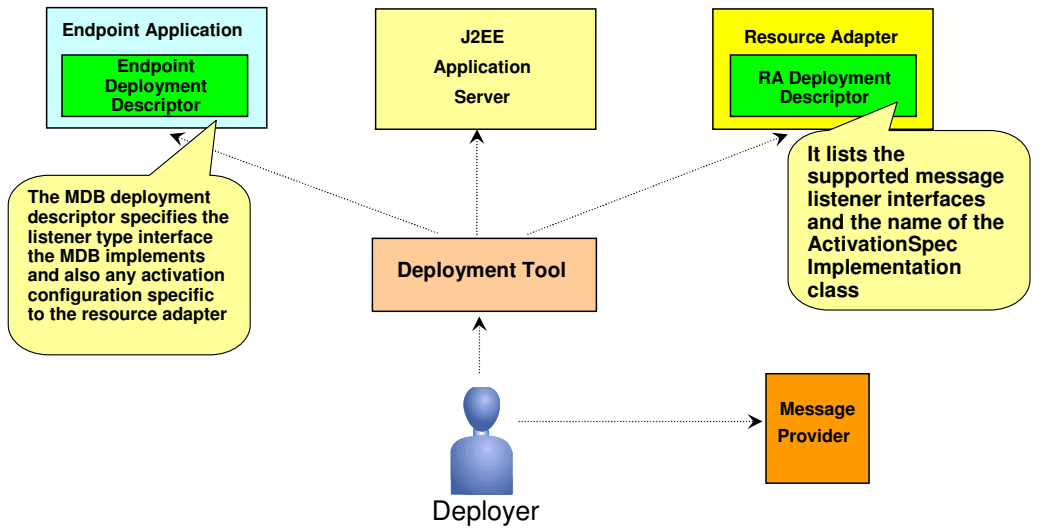 Endpoint Application
Endpoint
Deployment
Descriptor
J2EE
Application
Server
Resource Adapter
RA Deployment
Descriptor
The MDB deployment
descriptor specifies the
listener type interface
the MDB implements
and also any activation
configuration specific
to the resource adapter
It lists the
supported message
listener interfaces
and the name of the
ActivationSpec
Implementation
class
Deployment Tool
Message
Provider
Deployer